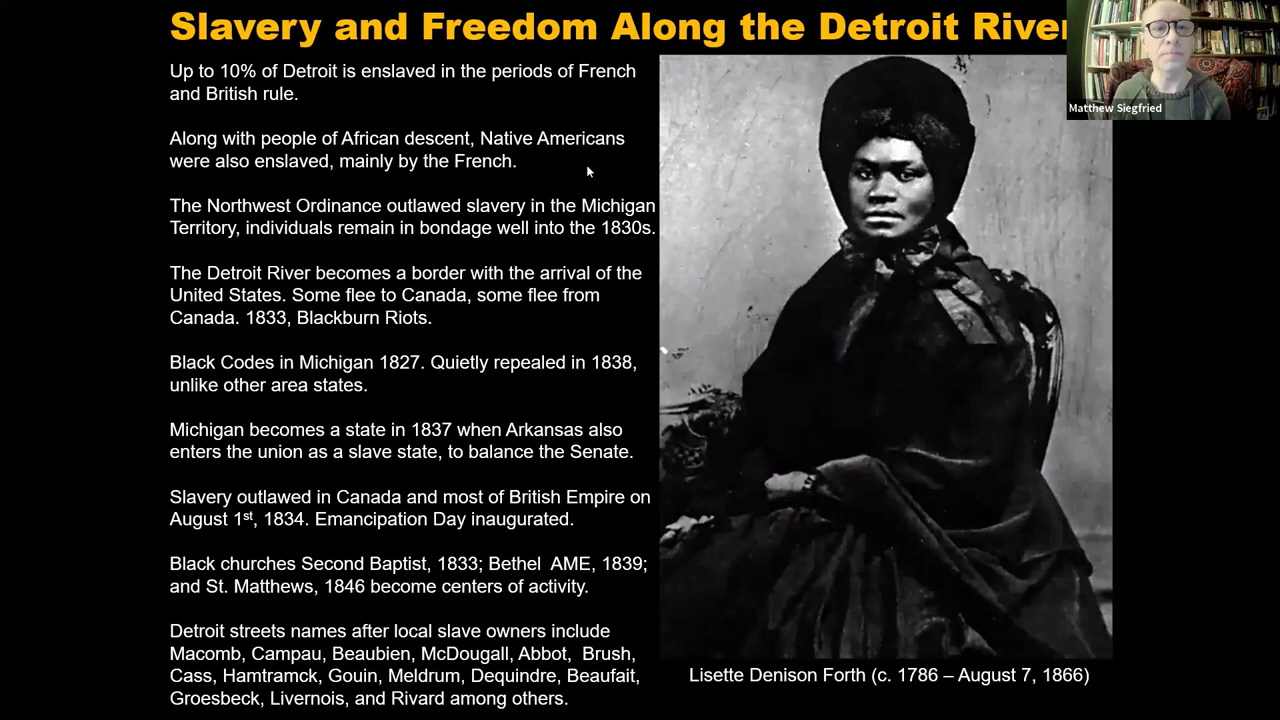 Slavery and Freedom Along the Detroit River
Matthew Siegfried
Up to 10% of Detroit is enslaved in the periods of French
and British rule.
Along with people of African descent, Native Americans
were also enslaved, mainly by the French.
The Northwest Ordinance outlawed slavery in the Michigan
Territory, individuals remain in bondage well into the 1830s.
The Detroit River becomes a border with the arrival of the
United States. Some flee to Canada, some flee from
Canada. 1833, Blackburn Riots.
Black Codes in Michigan 1827. Quietly repealed in 1838,
unlike other area states.
Michigan becomes a state in 1837 when Arkansas also
enters the union as a slave state, to balance the Senate.
Slavery outlawed in Canada and most of British Empire on
August 1st, 1834. Emancipation Day inaugurated.
Black churches Second Baptist, 1833; Bethel AME, 1839;
and St. Matthews, 1846 become centers of activity.
Detroit streets names after local slave owners include
Macomb, Campau, Beaubien, McDougall, Abbot, Brush,
Cass, Hamtramck, Gouin, Meldrum, Dequindre, Beaufait,
Groesbeck, Livernois, and Rivard among others.
Lisette Denison Forth (c. 1786 – August 7, 1866)